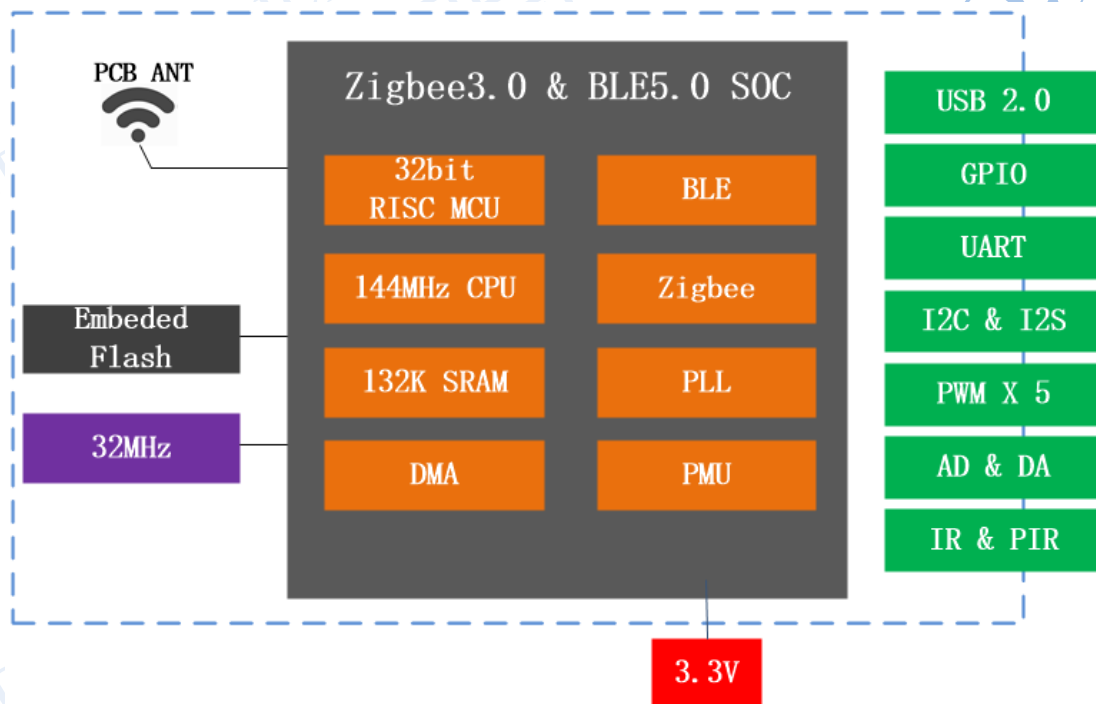 PCB ANT
Zigbee3.0 & BLE5.0 SOC
32bit
RISC MCU
BLE
144MHz CPU
Zigbee
132K SRAM
PLL
DMA
PMU
Embeded
Flash
32MHz
USB 2.0
GPIO
UART
I2C & I2S
PWM X 5
AD & DA
IR & PIR
3.3V